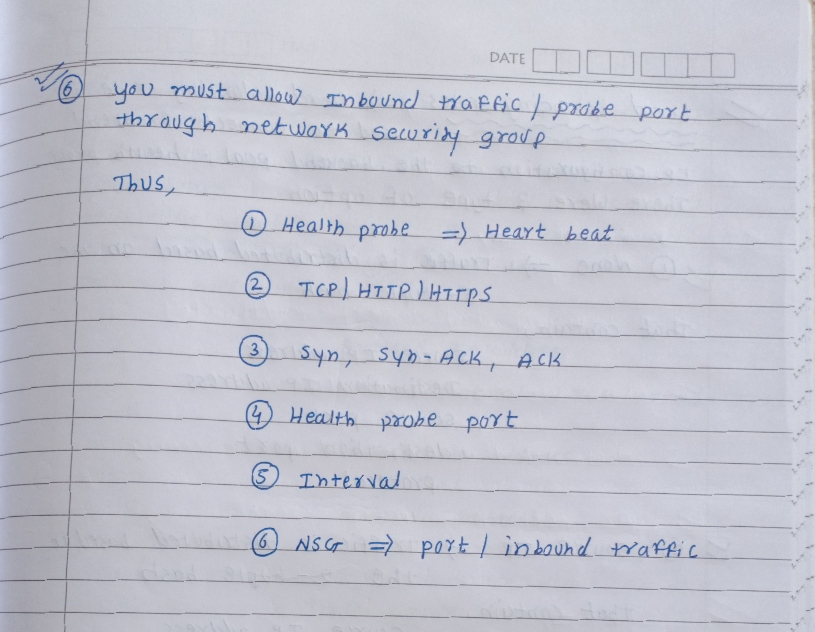 DATE
⑥ you must allow Inbound traffic / probe port
through network security group
Thus,
① Health probe => Heart beat
② TCP | HTTP | HTTPS
③ Syn, Syn-ACK, ACK
④ Health probe port
⑤ Interval
⑥ NSG => port / inbound traffic